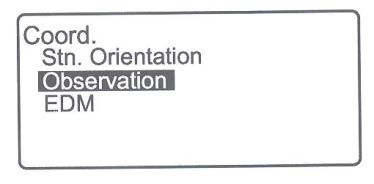 Coord.
Stn. Orientation
Observation
EDM